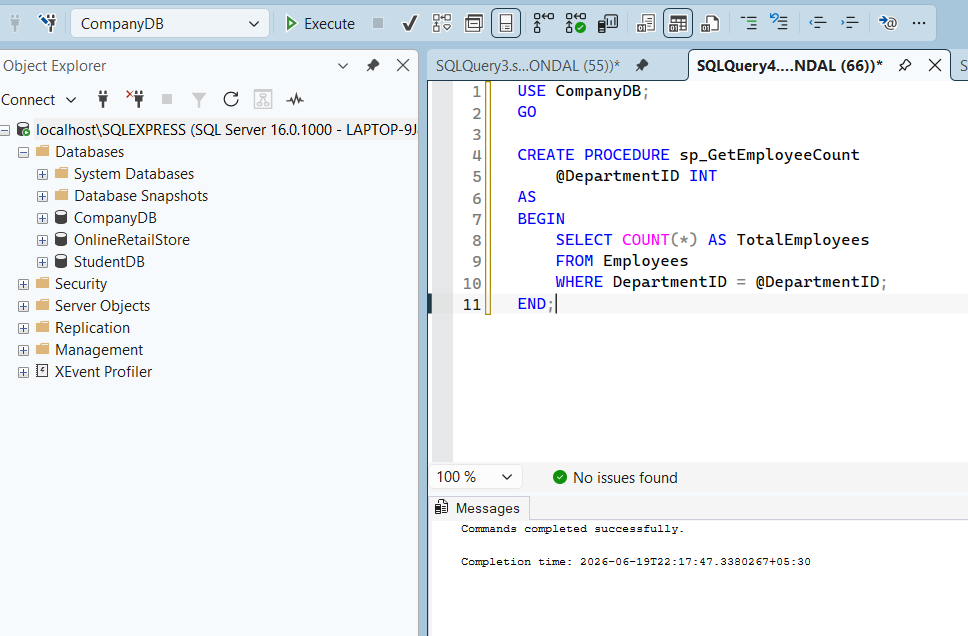 CompanyDB
Execute
Object Explorer
Connect
localhost\SQLEXPRESS (SQL Server 16.0.1000 - LAPTOP-9J
Databases
System Databases
Database Snapshots
CompanyDB
OnlineRetailStore
StudentDB
Security
Server Objects
Replication
Management
XEvent Profiler
SQLQuery3.s...ONDAL (55))*
SQLQuery4....NDAL (66))*
S
1 USE CompanyDB;
2 GO
3
4 CREATE PROCEDURE sp_GetEmployeeCount
5 @DepartmentID INT
6 AS
7 BEGIN
8 SELECT COUNT(*) AS TotalEmployees
9 FROM Employees
10 WHERE DepartmentID = @DepartmentID;
11 END;
100 %
No issues found
Messages
Commands completed successfully.
Completion time: 2026-06-19T22:17:47.3380267+05:30